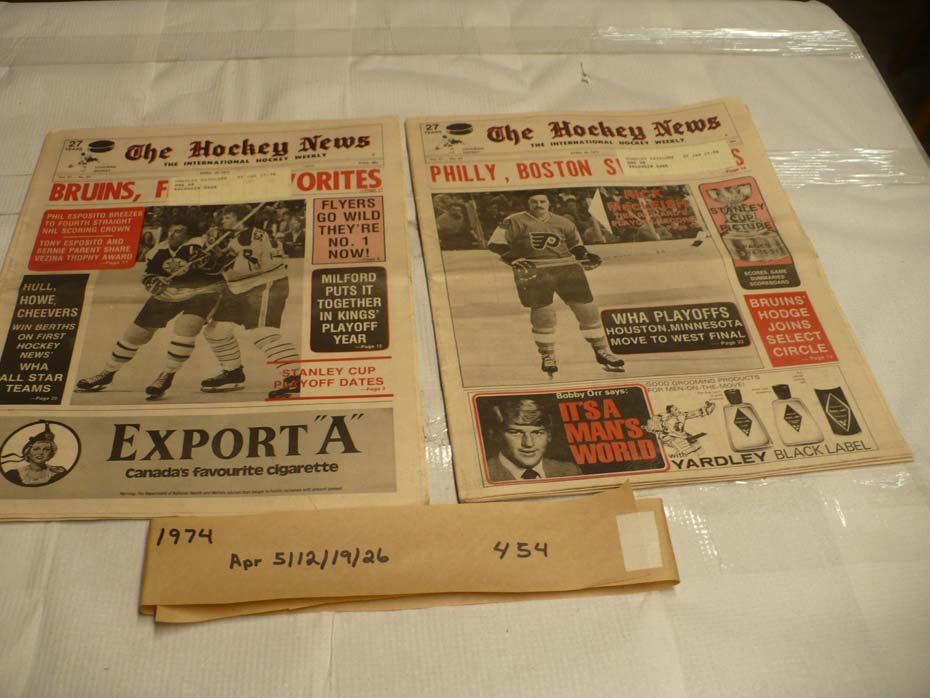 27
YEARS
The Hockey News
THE INTERNATIONAL HOCKEY WEEKLY
BRUINS, F
ORITES
PHIL ESPOSITO BREEZES
TO FOURTH STRAIGHT
NHL SCORING CROWN
TONY ESPOSITO AND
BERNIE PARENT SHARE
VEZINA TROPHY AWARD
HULL,
HOWE,
CHEEVERS
WIN BERTHS
ON FIRST
HOCKEY
NEWS'
WHA
ALL STAR
TEAMS
FLYERS
GO WILD
THEY'RE
NO. 1
NOW!
MILFORD
PUTS IT
TOGETHER
IN KINGS'
PLAYOFF
YEAR
STANLEY CUP
PLAYOFF DATES
EXPORT "A"
Canada's favourite cigarette
27
YEARS
The Hockey News
THE INTERNATIONAL HOCKEY WEEKLY
PHILLY, BOSTON S
S
STANLEY
CUP
PICTURE
SCORES, GAME
SUMMARIES
SCOREBOARD
WHA PLAYOFFS
HOUSTON, MINNESOTA
MOVE TO WEST FINAL
BRUINS'
HODGE
JOINS
SELECT
CIRCLE
Bobby Orr says:
IT'S A
MAN'S
WORLD
GOOD GROOMING PRODUCTS
FOR MEN-ON-THE-MOVE!
with
YARDLEY BLACK LABEL
1974
Apr 5/12/19/26
454